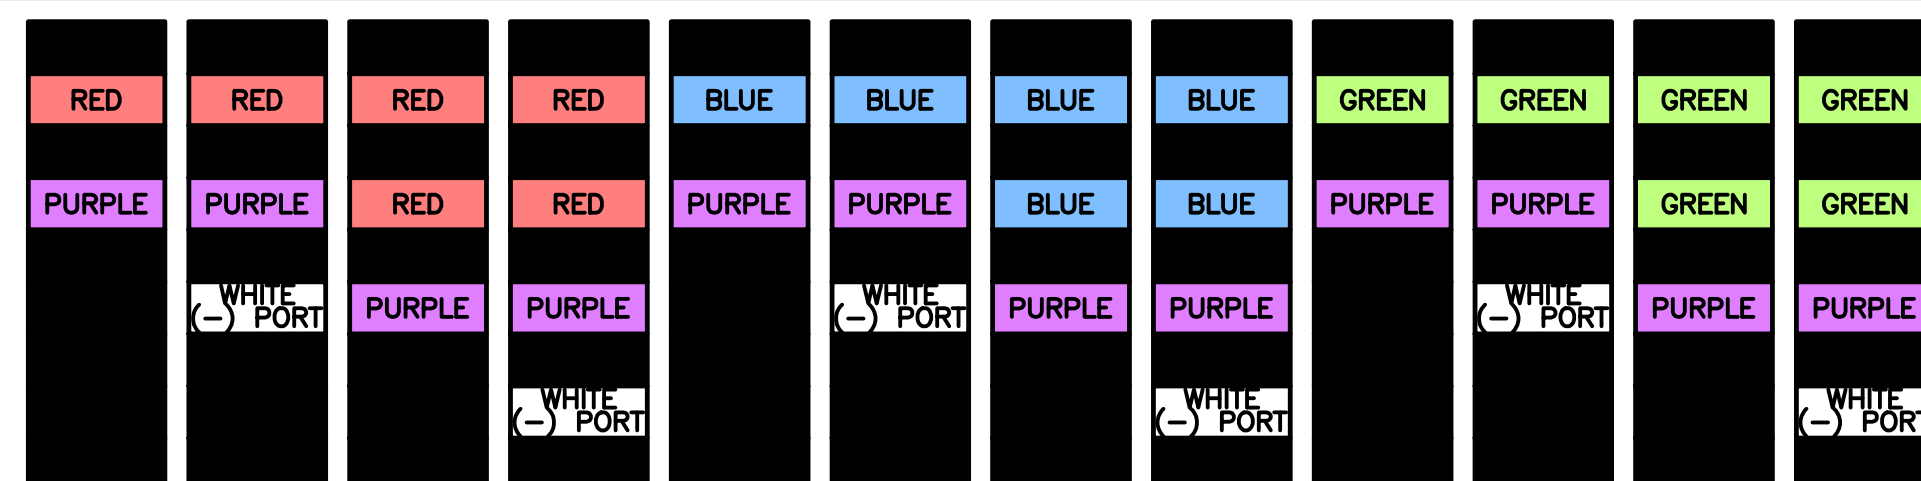 RED RED RED RED BLUE BLUE BLUE BLUE GREEN GREEN GREEN GREEN
PURPLE PURPLE RED RED PURPLE PURPLE BLUE BLUE PURPLE PURPLE GREEN GREEN
WHITE WHITE WHITE
(-) PORT PURPLE PURPLE (-) PORT PURPLE PURPLE (-) PORT PURPLE PURPLE
WHITE WHITE WHITE
(-) PORT (-) PORT (-) POR